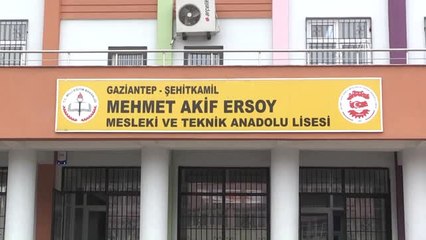 GAZİANTEP - ŞEHİTKAMİL
MEHMET AKİF ERSOY
MESLEKİ VE TEKNİK ANADOLU LİSESİ